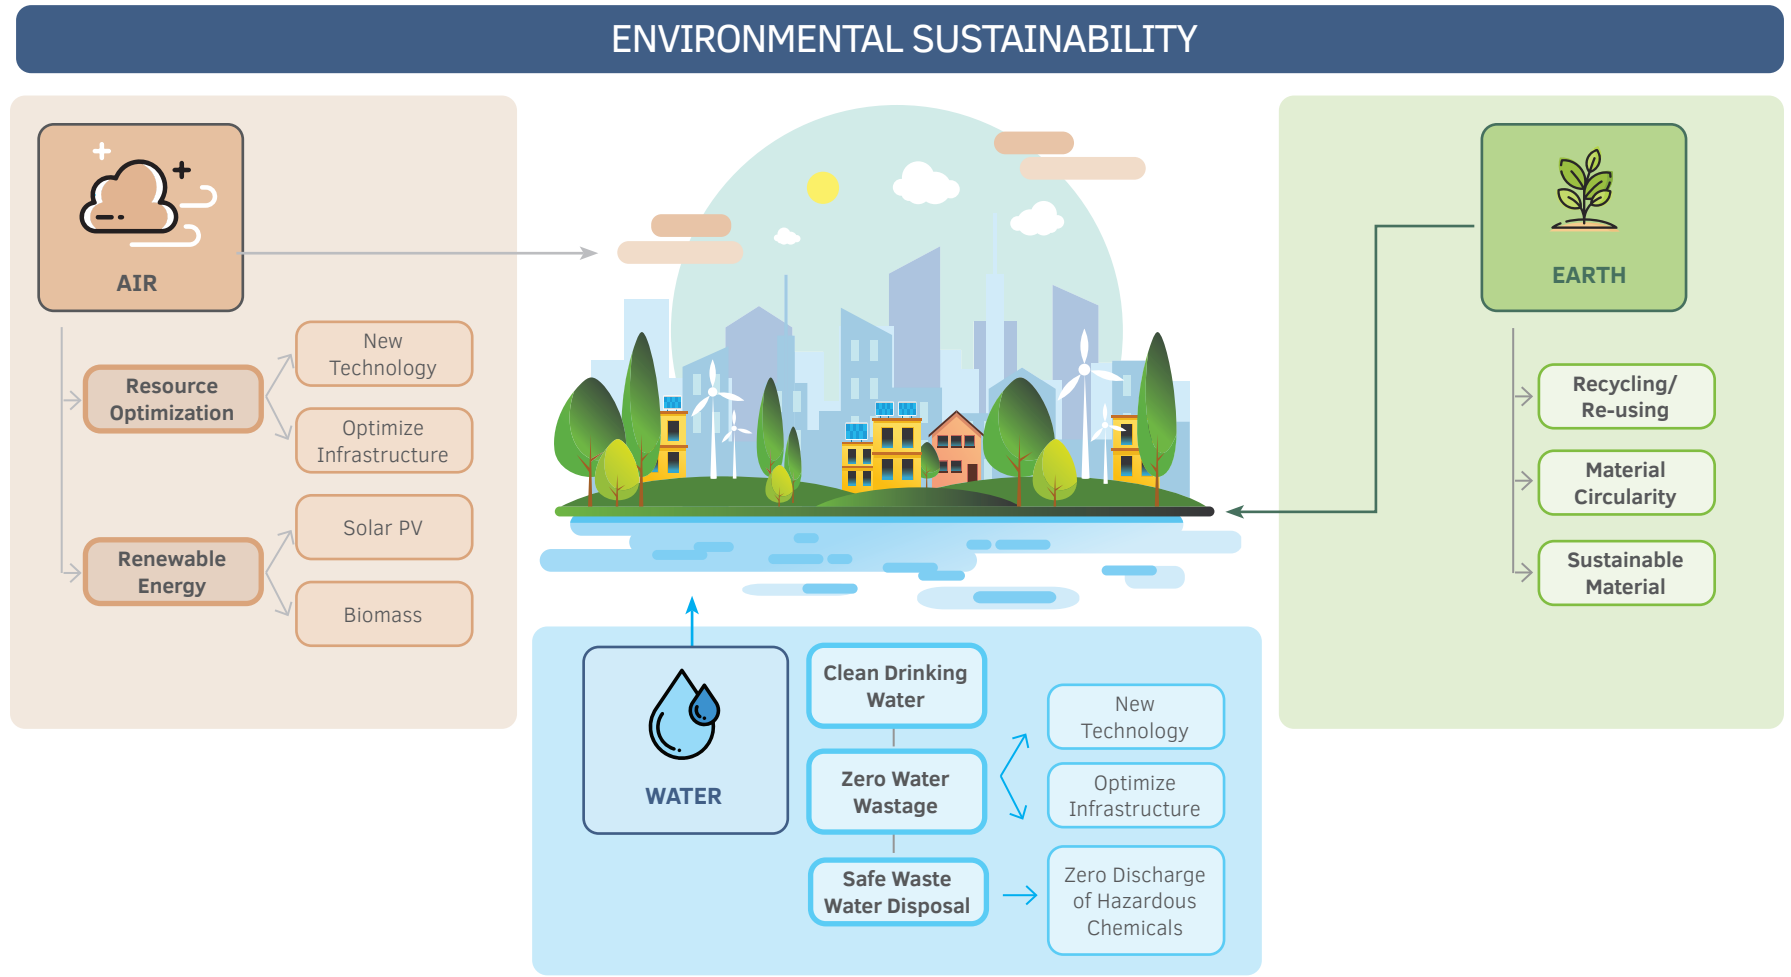 ENVIRONMENTAL SUSTAINABILITY
AIR
Resource
Optimization
New
Technology
Optimize
Infrastructure
Renewable
Energy
Solar PV
Biomass
EARTH
Recycling/
Re-using
Material
Circularity
Sustainable
Material
WATER
Clean Drinking
Water
Zero Water
Wastage
New
Technology
Optimize
Infrastructure
Safe Waste
Water Disposal
Zero Discharge
of Hazardous
Chemicals